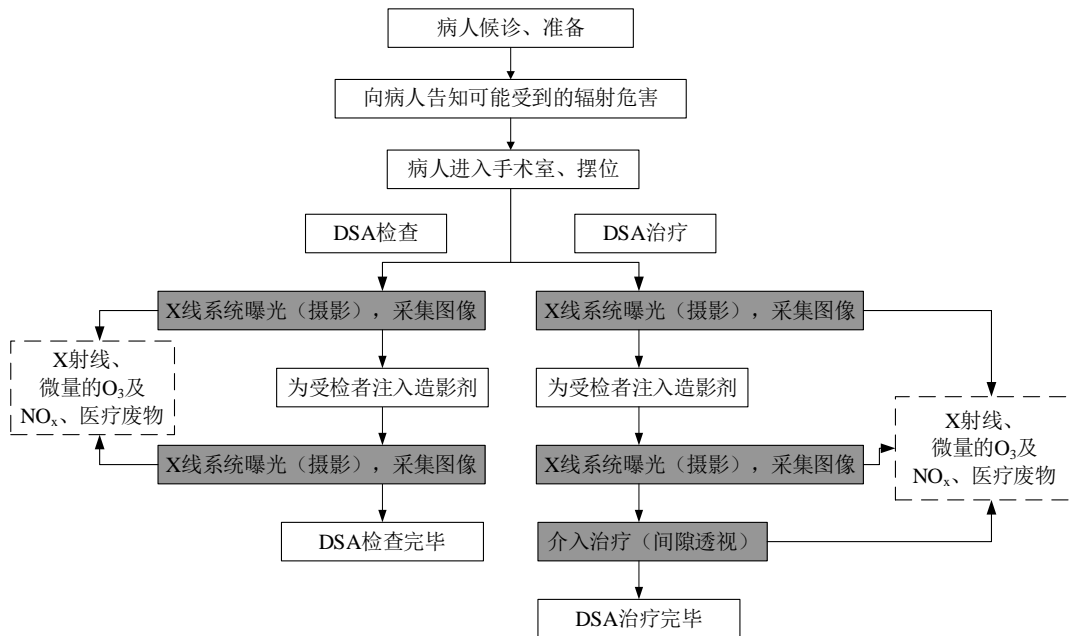 病人候诊、准备
向病人告知可能受到的辐射危害
病人进入手术室、摆位
DSA检查
DSA治疗
X线系统曝光（摄影），采集图像
X线系统曝光（摄影），采集图像
X射线、
微量的O₃及
NOₓ、医疗废物
为受检者注入造影剂
为受检者注入造影剂
X射线、
微量的O₃及
NOₓ、医疗废物
X线系统曝光（摄影），采集图像
X线系统曝光（摄影），采集图像
DSA检查完毕
介入治疗（间隙透视）
DSA治疗完毕